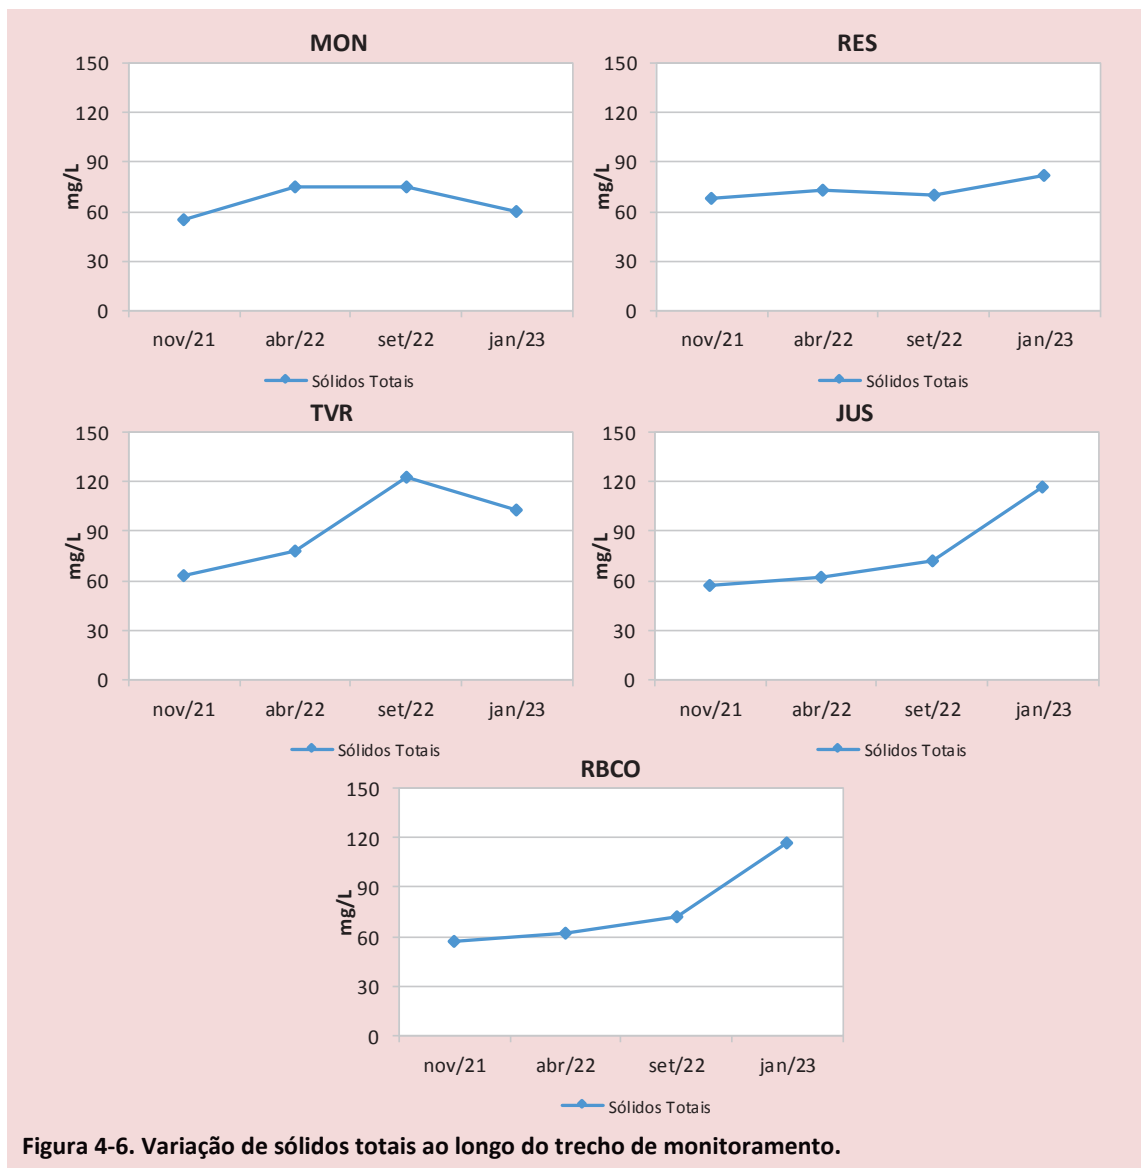 MON
150
120
90
60
30
0
mg/L
nov/21 abr/22 set/22 jan/23
Sólidos Totais
RES
150
120
90
60
30
0
mg/L
nov/21 abr/22 set/22 jan/23
Sólidos Totais
TVR
150
120
90
60
30
0
mg/L
nov/21 abr/22 set/22 jan/23
Sólidos Totais
JUS
150
120
90
60
30
0
mg/L
nov/21 abr/22 set/22 jan/23
Sólidos Totais
RBCO
150
120
90
60
30
0
mg/L
nov/21 abr/22 set/22 jan/23
Sólidos Totais
Figura 4-6. Variação de sólidos totais ao longo do trecho de monitoramento.